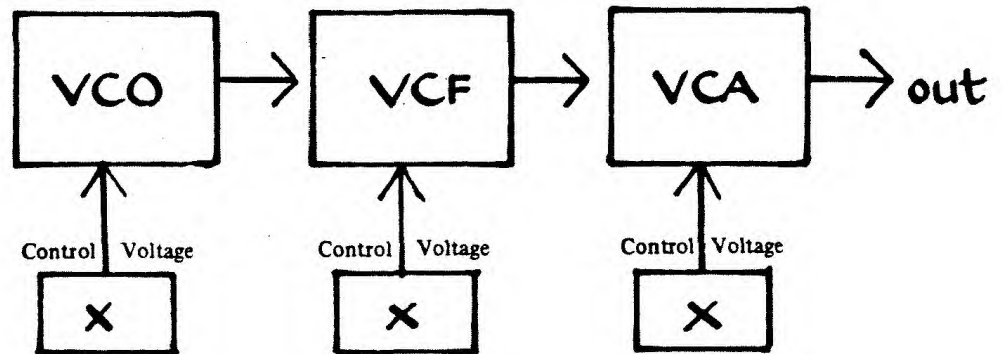 VCO VCF VCA out
Control Voltage Control Voltage Control Voltage
X X X